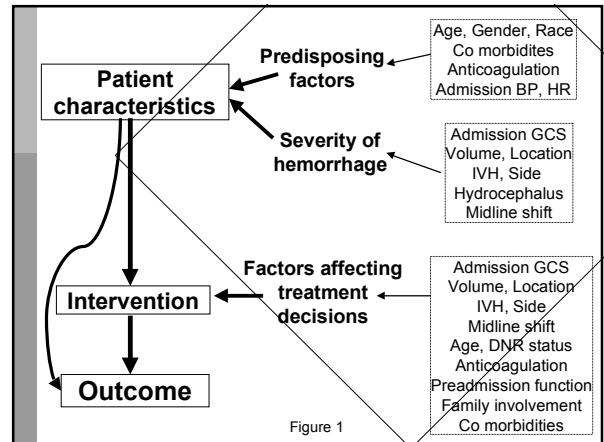 Age, Gender, Race
Co morbidites
Anticoagulation
Admission BP, HR
Predisposing
factors
Patient
characteristics
Severity of
hemorrhage
Admission GCS
Volume, Location
IVH, Side
Hydrocephalus
Midline shift
Factors affecting
treatment
decisions
Intervention
Admission GCS
Volume, Location
IVH, Side
Midline shift
Age, DNR status
Anticoagulation
Preadmission function
Family involvement
Co morbidities
Outcome
Figure 1